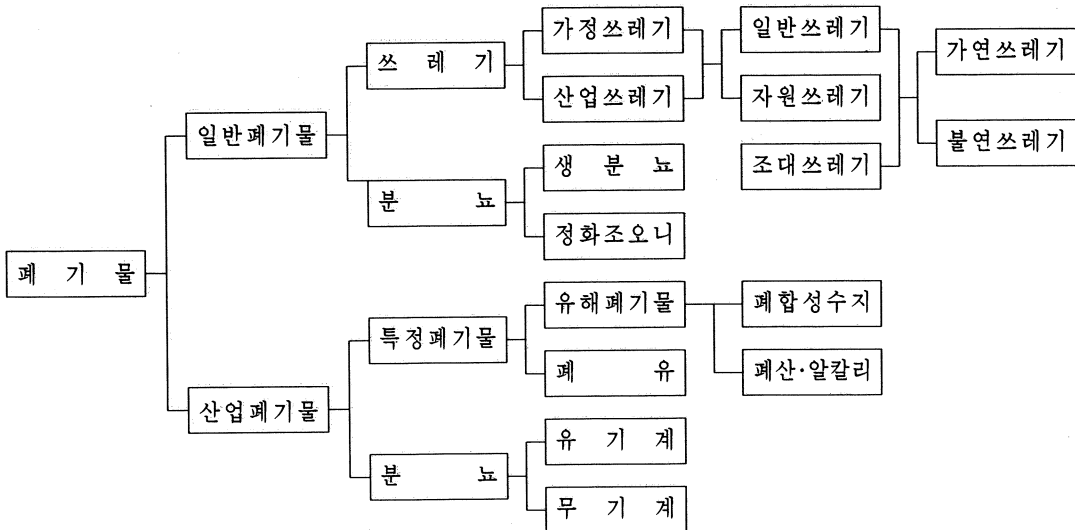 폐 기 물
일반폐기물
쓰 레 기
가정쓰레기
산업쓰레기
일반쓰레기
자원쓰레기
조대쓰레기
가연쓰레기
불연쓰레기
분 뇨
생 분 뇨
정화조오니
산업폐기물
특정폐기물
유해폐기물
폐합성수지
폐산·알칼리
폐 유
분 뇨
유 기 계
무 기 계